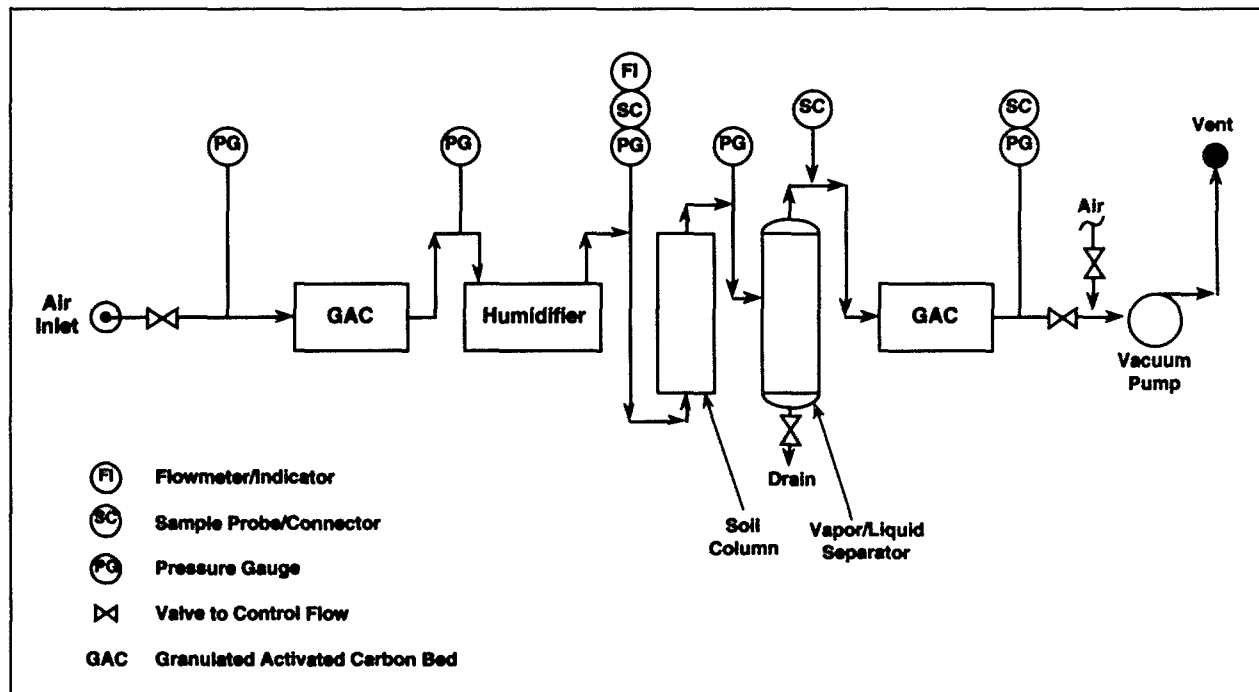 FI
SC
PG
SC
SC
PG
PG
PG
PG
Vent
Air
Air
Inlet
GAC
Humidifier
GAC
Vacuum
Pump
Drain
Soil
Column
Vapor/Liquid
Separator
FI Flowmeter/Indicator
SC Sample Probe/Connector
PG Pressure Gauge
Valve to Control Flow
GAC Granulated Activated Carbon Bed